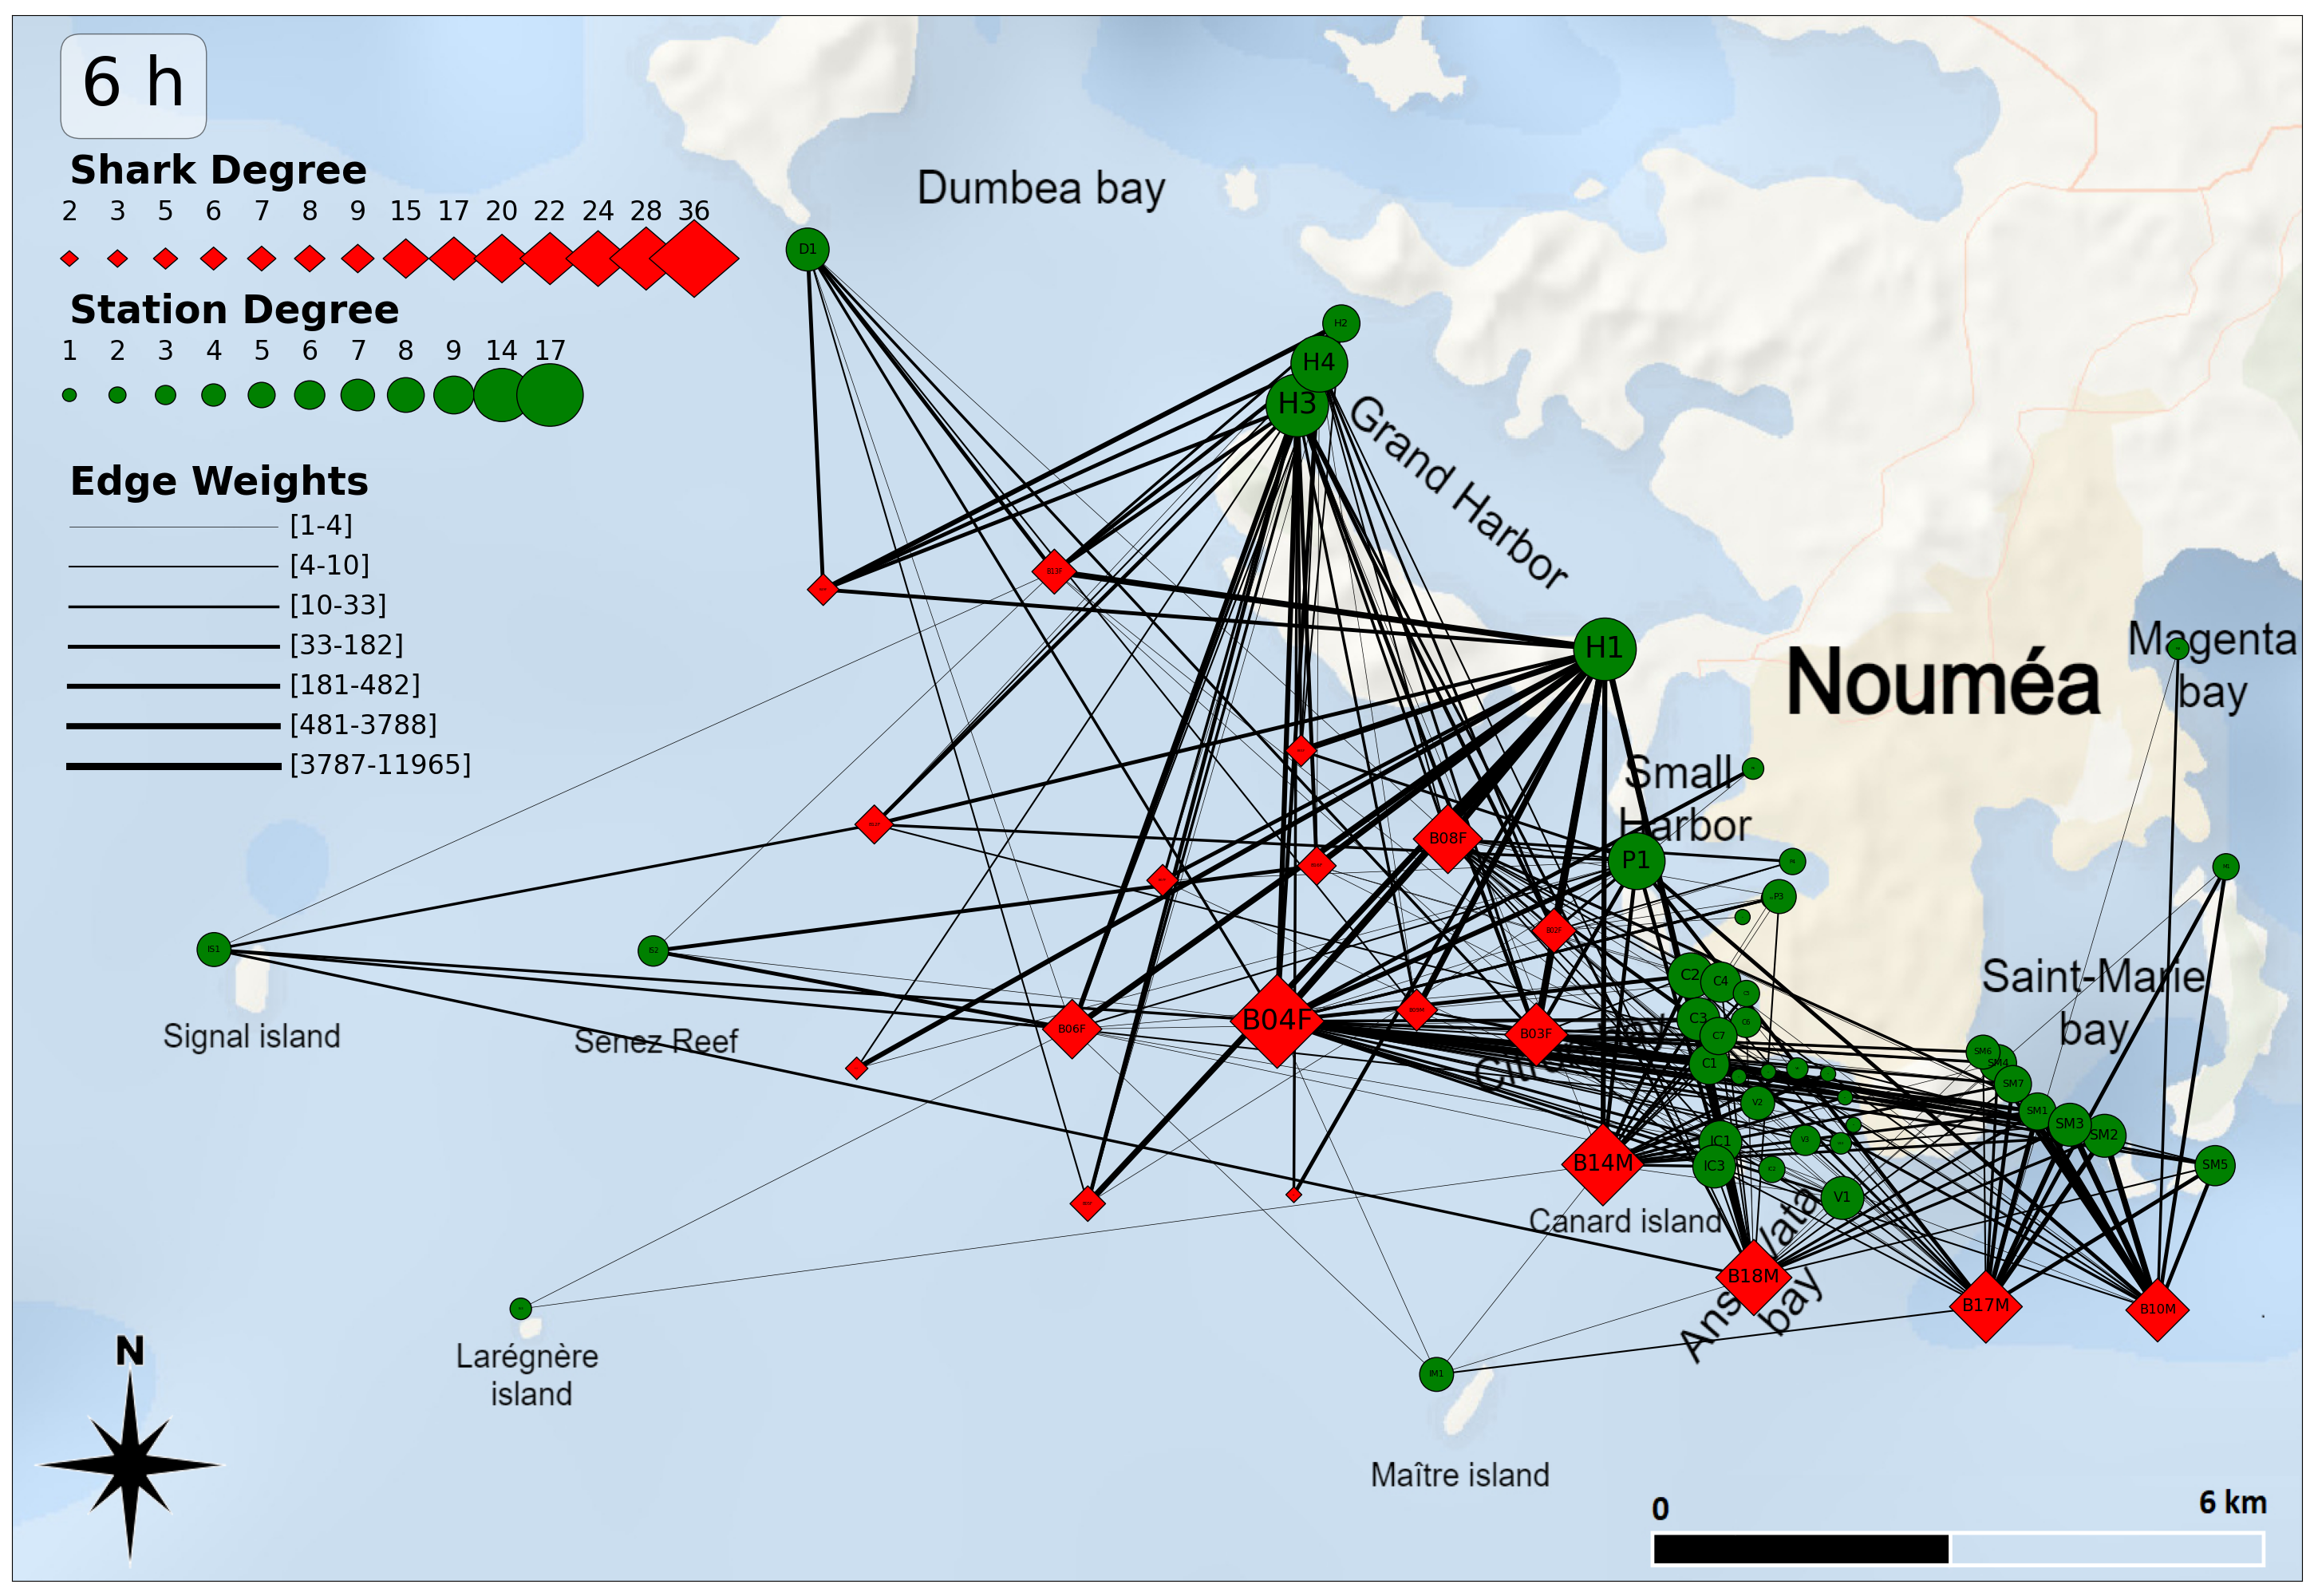 6 h
Shark Degree
2 3 5 6 7 8 9 15 17 20 22 24 28 36
Station Degree
1 2 3 4 5 6 7 8 9 14 17
Edge Weights
[1-4]
[4-10]
[10-33]
[33-182]
[181-482]
[481-3788]
[3787-11965]
Dumbea bay
D1
H2
H4
H3
Grand Harbor
B13F
H1
Nouméa
Magenta
bay
Small
Harbor
B08F
P1
P3
B02F
IS1
IS2
Signal island
Senez Reef
B06F
B04F
B03F
C2
C4
C3
C7
C1
Saint-Marie
bay
SM6
SM4
SM7
SM1
SM3
SM2
SM5
V2
V3
IC1
IC3
V1
B14M
Canard island
B18M
bay
B17M
B10M
IM1
Larégnère
island
Maître island
N
0
6 km